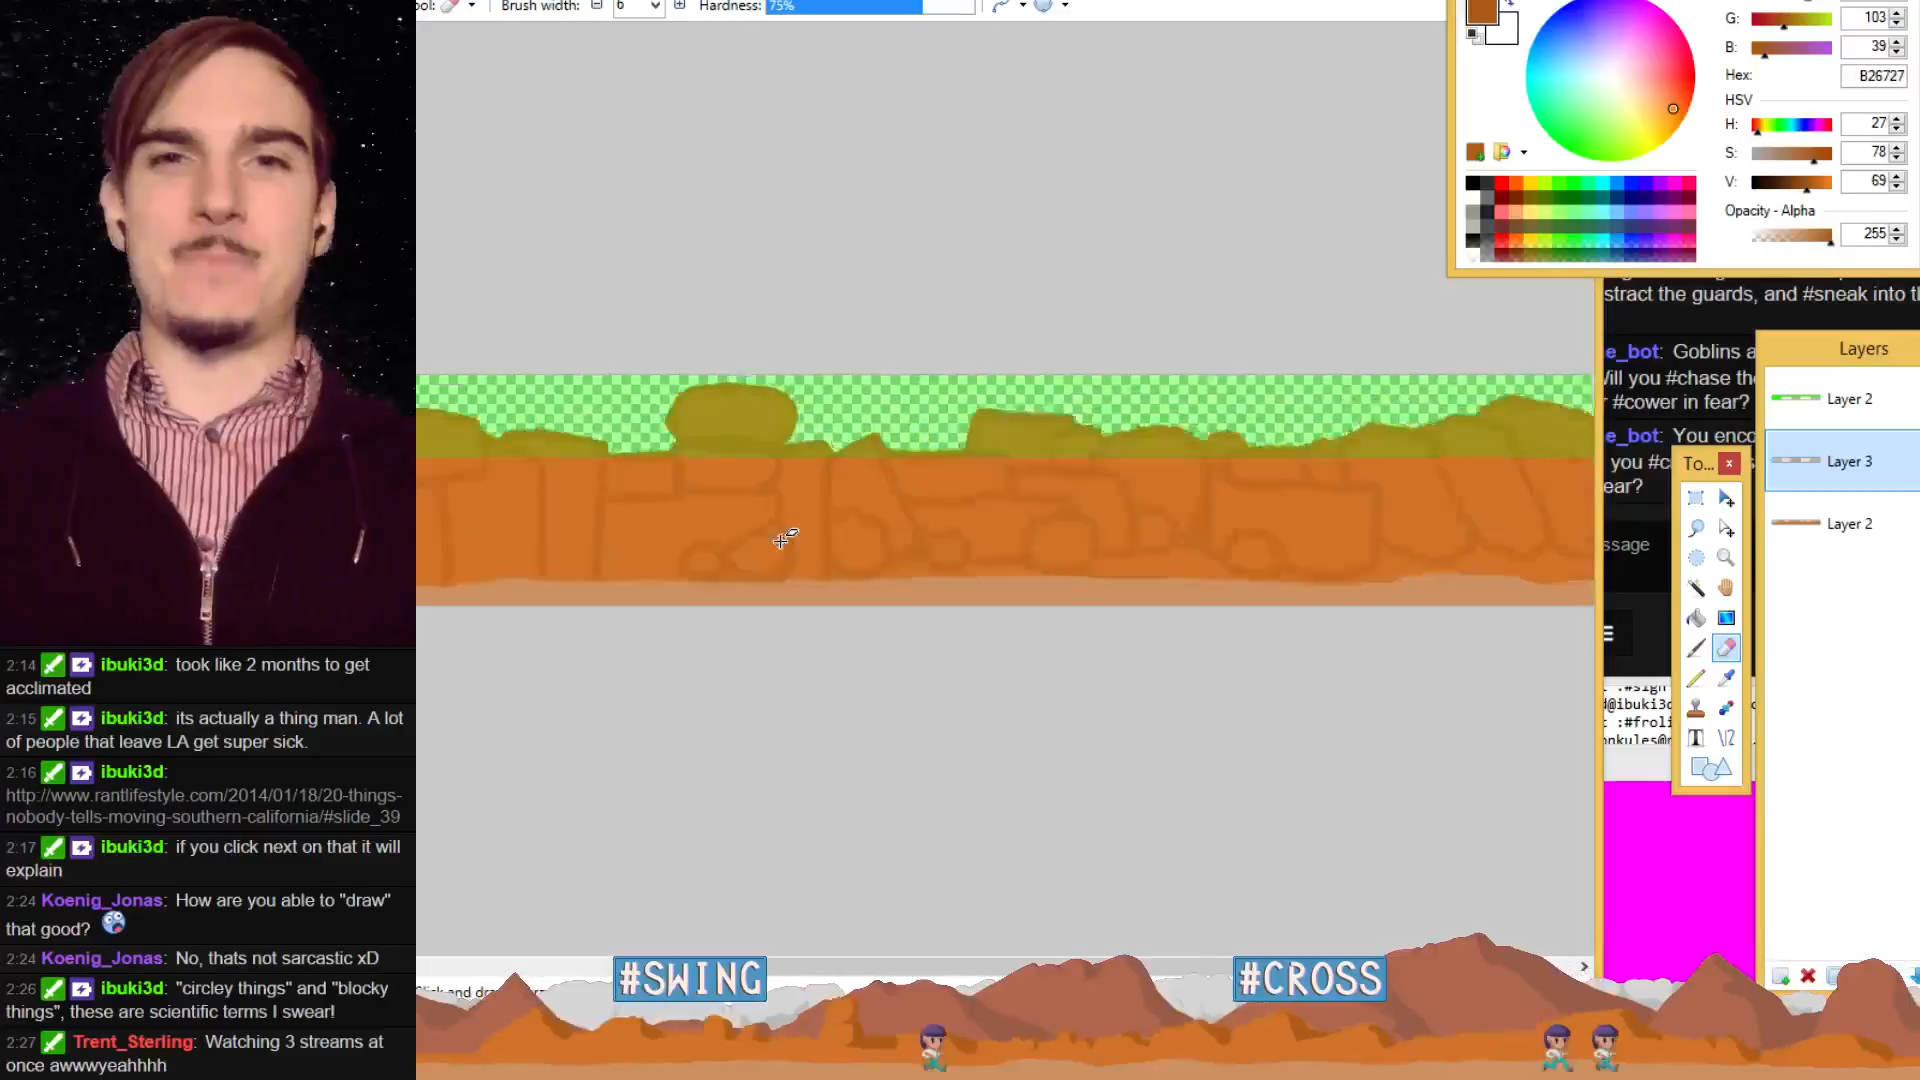 ool:
Brush width:
6
Hardness:
75%
G:
103
B:
39
Hex:
B26727
HSV
H:
27
S:
78
V:
69
Opacity - Alpha
255
stract the guards, and #sneak into th
e_bot: Goblins a
Will you #chase the
r #cower in fear?
e_bot: You enco
you #c
ear?
Layers
Layer 2
Layer 3
Layer 2
To...
ssage
d@ibuki3d
t :#froli
onkules@
2:14 ibuki3d: took like 2 months to get
acclimated
2:15 ibuki3d: its actually a thing man. A lot
of people that leave LA get super sick.
2:16 ibuki3d:
http://www.rantlifestyle.com/2014/01/18/20-things-
nobody-tells-moving-southern-california/#slide_39
2:17 ibuki3d: if you click next on that it will
explain
2:24 Koenig_Jonas: How are you able to "draw"
that good?
2:24 Koenig_Jonas: No, thats not sarcastic xD
2:26 ibuki3d: "circley things" and "blocky
things", these are scientific terms I swear!
2:27 Trent_Sterling: Watching 3 streams at
once awwwyeahhhh
#SWING
#CROSS